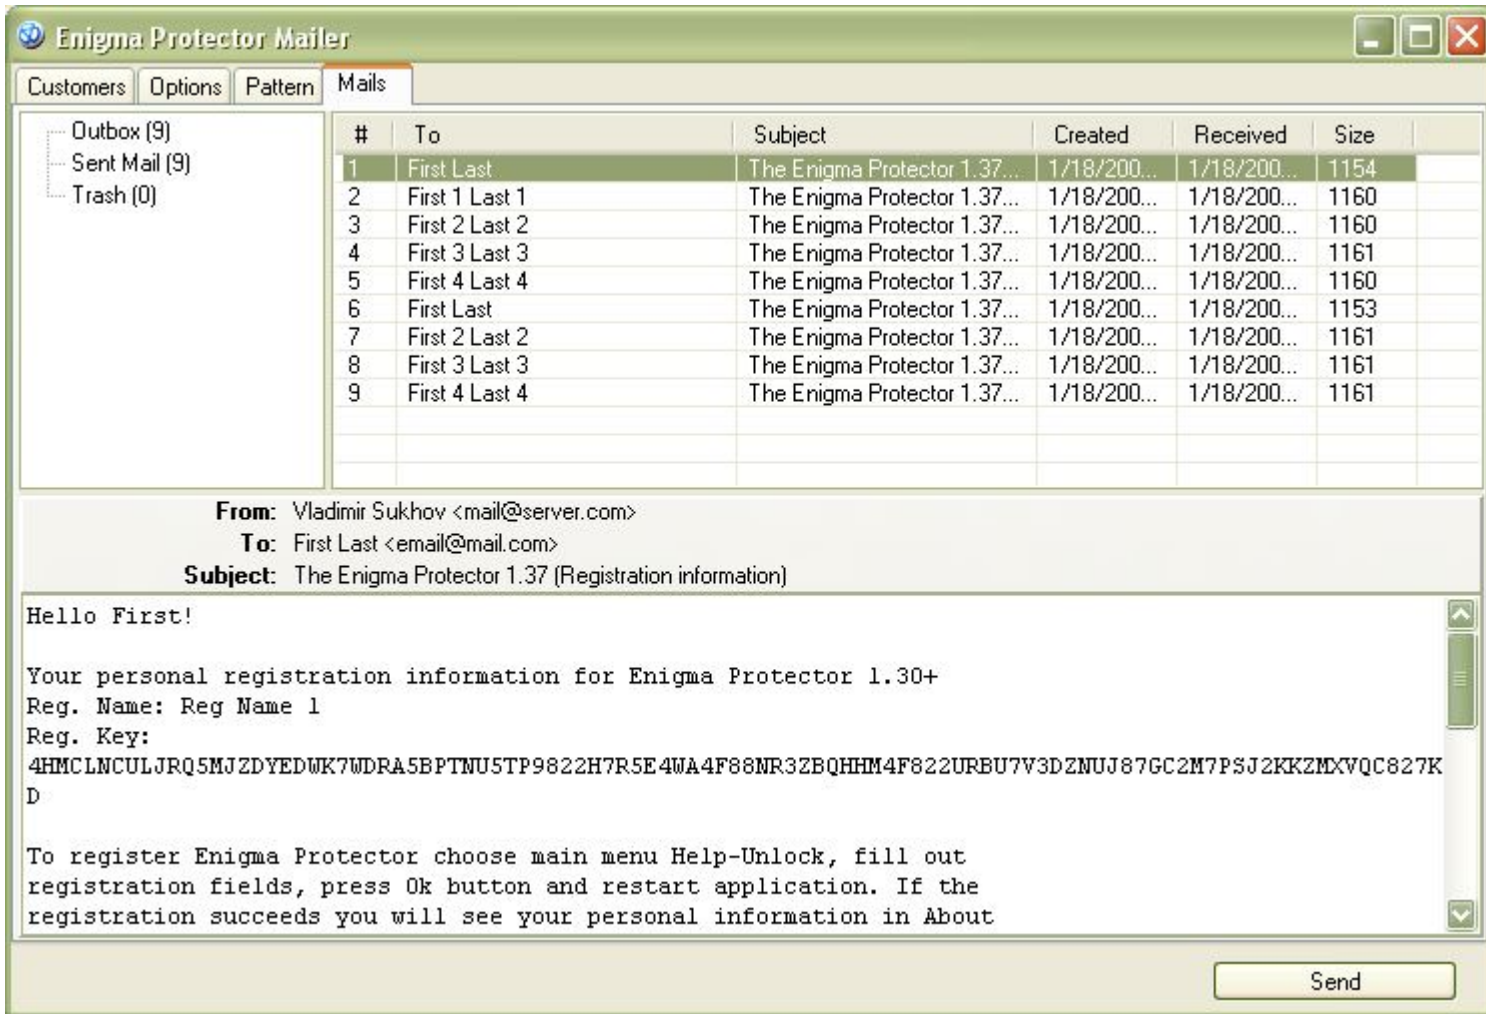 Enigma Protector Mailer
Customers Options Pattern Mails
Outbox (9)
Sent Mail (9)
Trash (0)
# To Subject Created Received Size
1 First Last The Enigma Protector 1.37... 1/18/200... 1/18/200... 1154
2 First 1 Last 1 The Enigma Protector 1.37... 1/18/200... 1/18/200... 1160
3 First 2 Last 2 The Enigma Protector 1.37... 1/18/200... 1/18/200... 1160
4 First 3 Last 3 The Enigma Protector 1.37... 1/18/200... 1/18/200... 1161
5 First 4 Last 4 The Enigma Protector 1.37... 1/18/200... 1/18/200... 1160
6 First Last The Enigma Protector 1.37... 1/18/200... 1/18/200... 1153
7 First 2 Last 2 The Enigma Protector 1.37... 1/18/200... 1/18/200... 1161
8 First 3 Last 3 The Enigma Protector 1.37... 1/18/200... 1/18/200... 1161
9 First 4 Last 4 The Enigma Protector 1.37... 1/18/200... 1/18/200... 1161
From: Vladimir Sukhov <mail@server.com>
To: First Last <email@mail.com>
Subject: The Enigma Protector 1.37 (Registration information)
Hello First!
Your personal registration information for Enigma Protector 1.30+
Reg. Name: Reg Name 1
Reg. Key:
4HMCLNCULJRQ5MJZDYEDWK7WDRA5BPTNU5TP9822H7R5E4WA4F88NR3ZBQHHM4F822URBU7V3DZNUJ87GC2M7PSJ2KKZMXVQC827K
D
To register Enigma Protector choose main menu Help-Unlock, fill out
registration fields, press Ok button and restart application. If the
registration succeeds you will see your personal information in About
Send